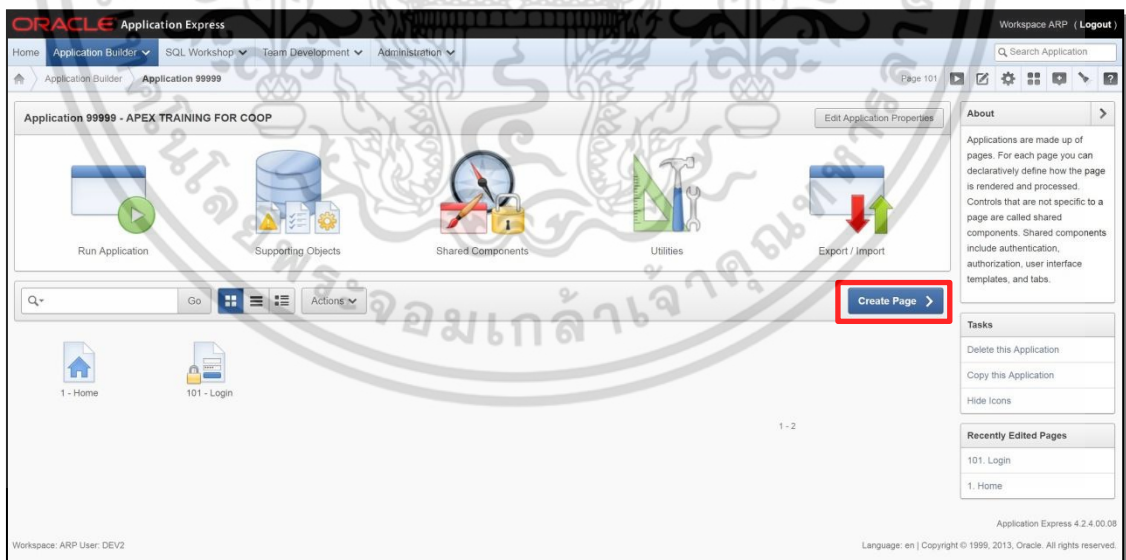 ORACLE Application Express
Workspace ARP ( Logout )
Home Application Builder SQL Workshop Team Development Administration
Search Application
Application Builder Application 99999
Page 101
Application 99999 - APEX TRAINING FOR COOP
Edit Application Properties
Run Application
Supporting Objects
Shared Components
Utilities
Export / Import
Go
Actions
Create Page
1 - Home
101 - Login
1 - 2
About
Applications are made up of
pages. For each page you can
declaratively define how the page
is rendered and processed.
Controls that are not specific to a
page are called shared
components. Shared components
include authentication,
authorization, user interface
templates, and tabs.
Tasks
Delete this Application
Copy this Application
Hide Icons
Recently Edited Pages
101. Login
1. Home
Application Express 4.2.4.00.08
Workspace: ARP User: DEV2
Language: en | Copyright © 1999, 2013, Oracle. All rights reserved.